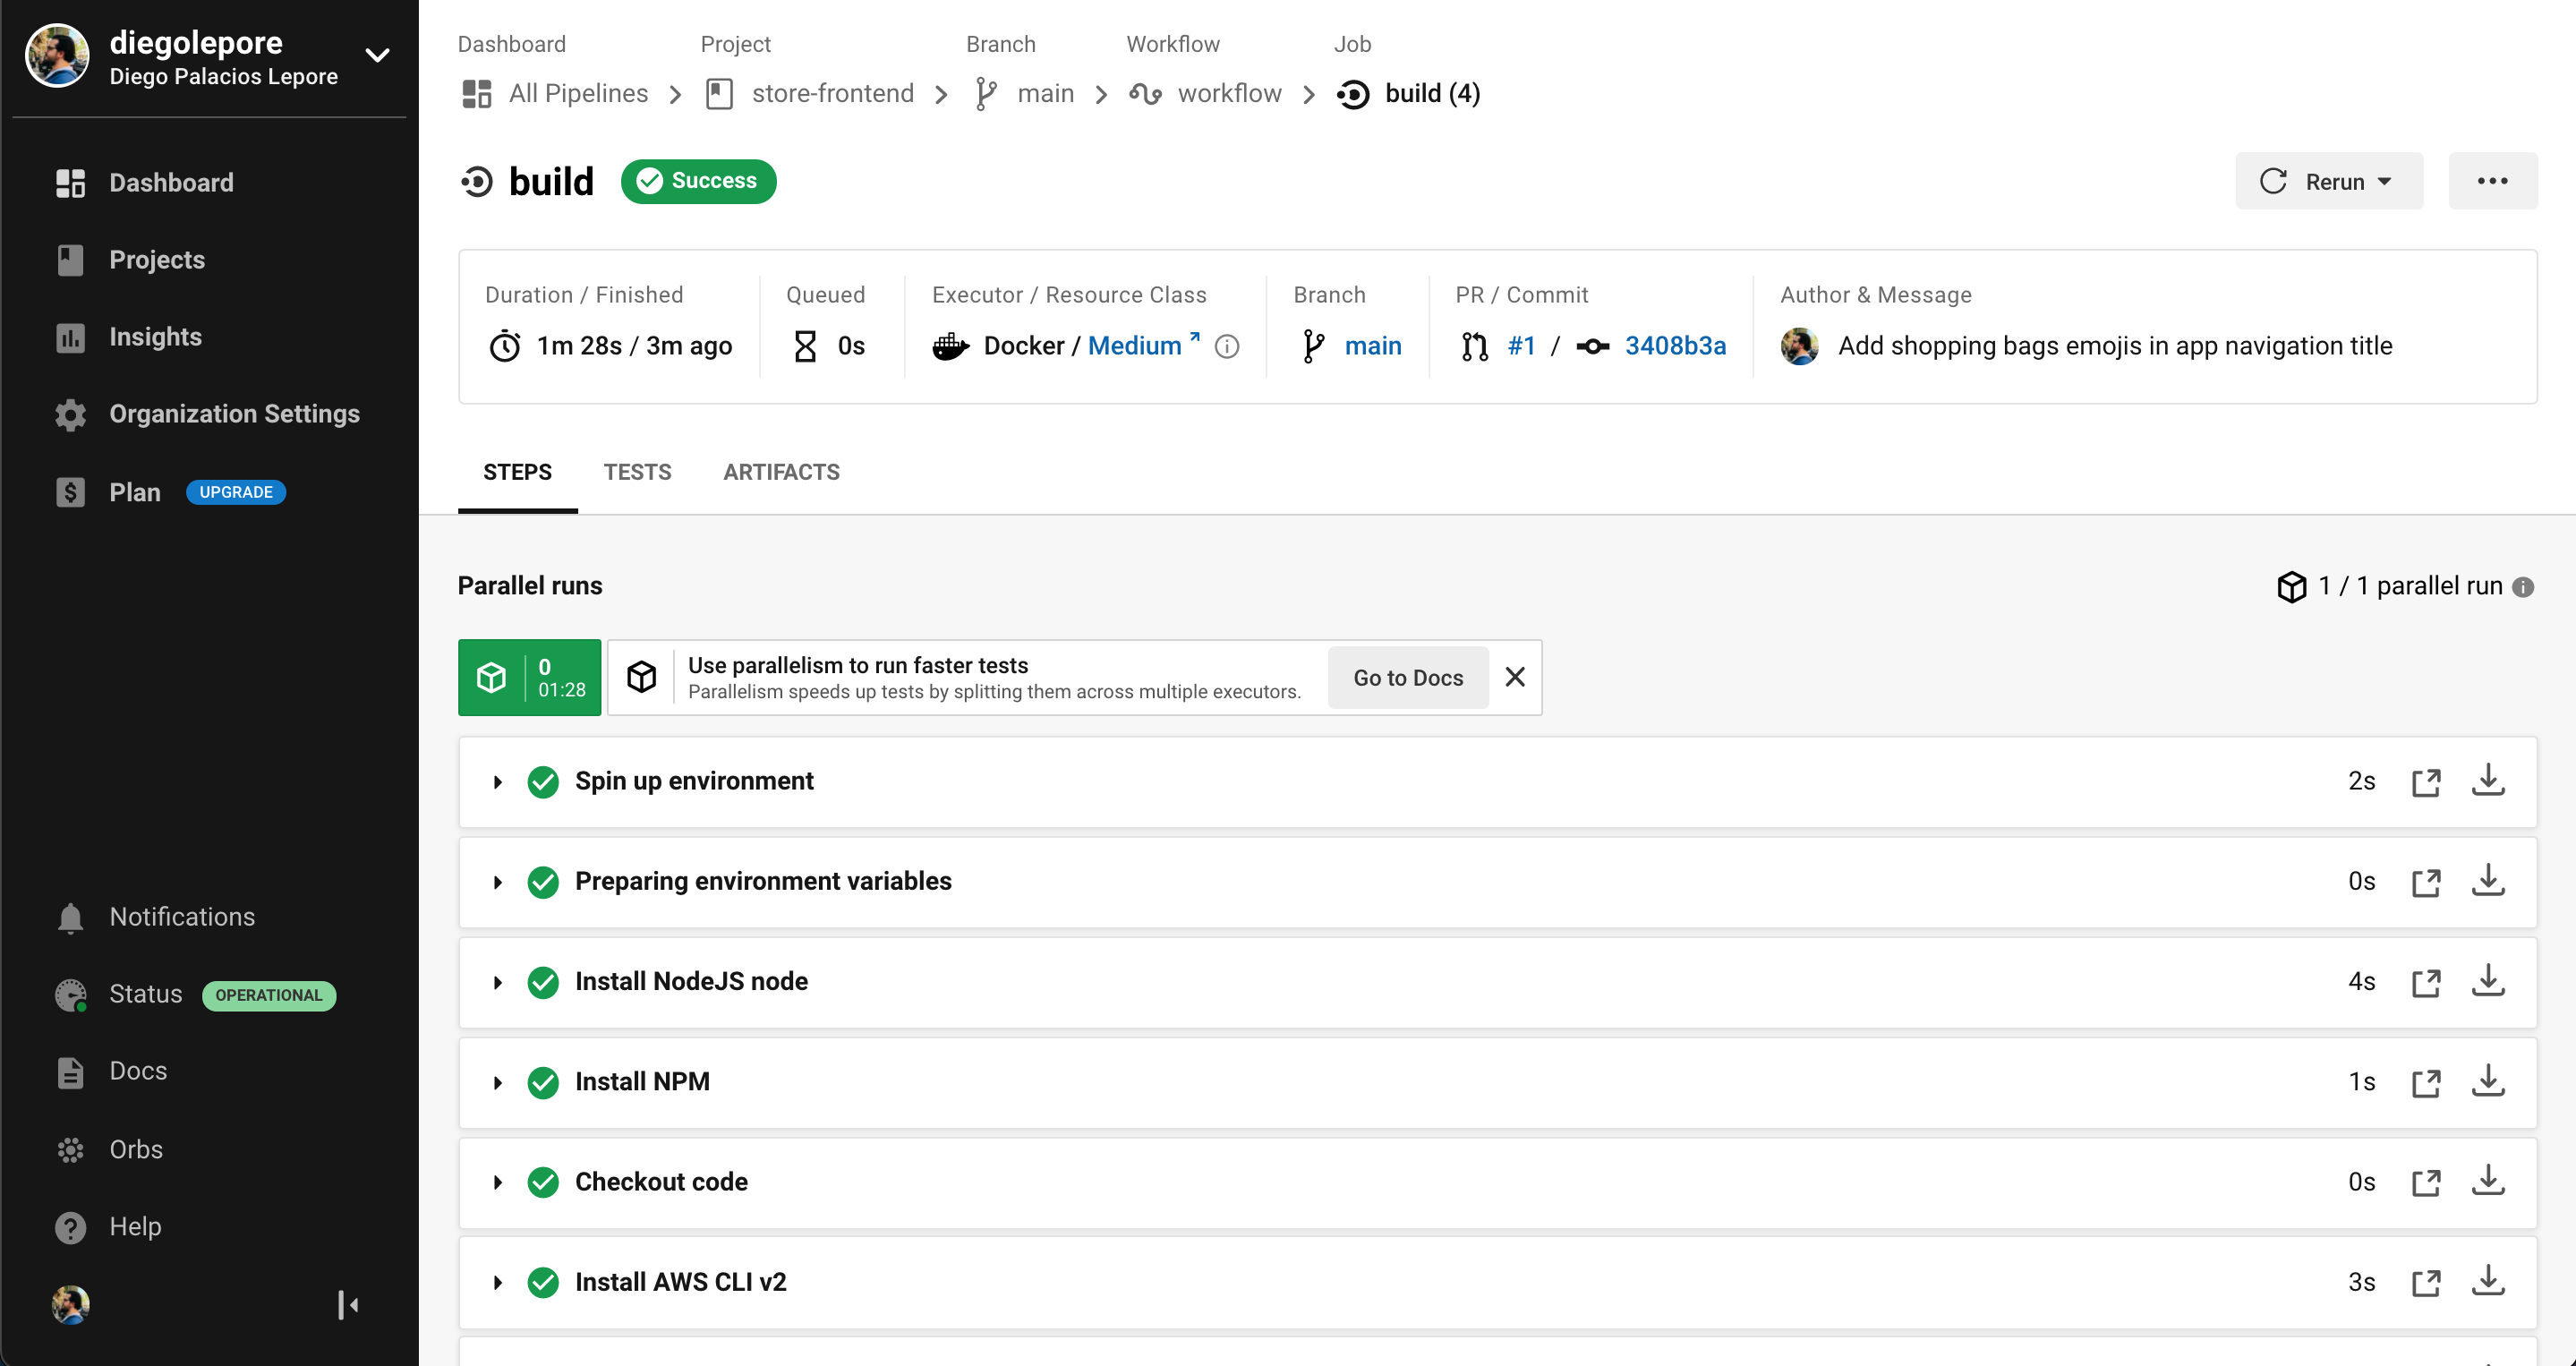 diegolepore
Diego Palacios Lepore
Dashboard
Projects
Insights
Organization Settings
Plan UPGRADE
Notifications
Status OPERATIONAL
Docs
Orbs
Help
Dashboard Project Branch Workflow Job
All Pipelines store-frontend main workflow build (4)
build Success
Rerun
Duration / Finished Queued Executor / Resource Class Branch PR / Commit Author & Message
1m 28s / 3m ago 0s Docker / Medium main #1 / 3408b3a Add shopping bags emojis in app navigation title
STEPS TESTS ARTIFACTS
Parallel runs
1 / 1 parallel run
0
01:28
Use parallelism to run faster tests
Parallelism speeds up tests by splitting them across multiple executors.
Go to Docs
Spin up environment 2s
Preparing environment variables 0s
Install NodeJS node 4s
Install NPM 1s
Checkout code 0s
Install AWS CLI v2 3s